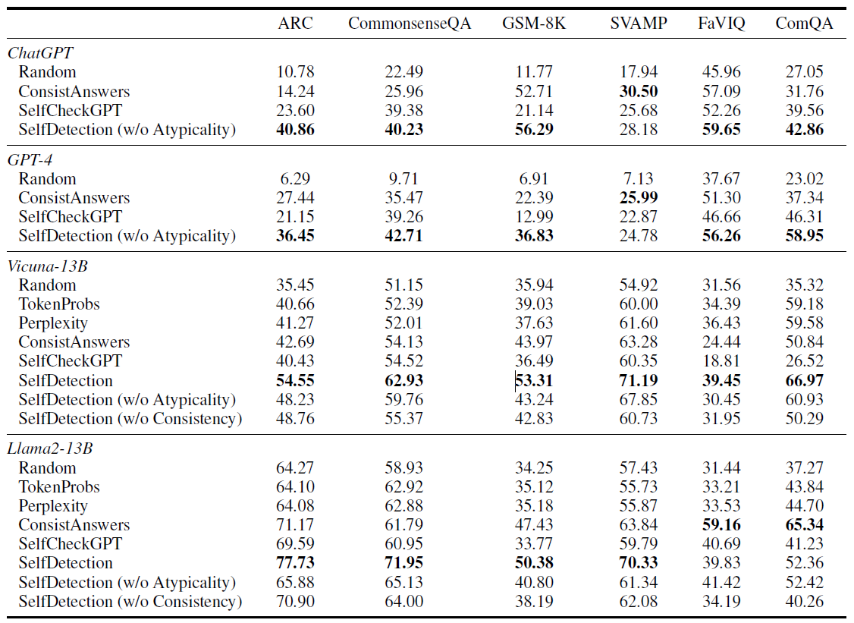 ARC CommonsenseQA GSM-8K SVAMP FaVIQ ComQA
ChatGPT
Random 10.78 22.49 11.77 17.94 45.96 27.05
ConsistAnswers 14.24 25.96 52.71 30.50 57.09 31.76
SelfCheckGPT 23.60 39.38 21.14 25.68 52.26 39.56
SelfDetection (w/o Atypicality) 40.86 40.23 56.29 28.18 59.65 42.86
GPT-4
Random 6.29 9.71 6.91 7.13 37.67 23.02
ConsistAnswers 27.44 35.47 22.39 25.99 51.30 37.34
SelfCheckGPT 21.15 39.26 12.99 22.87 46.66 46.31
SelfDetection (w/o Atypicality) 36.45 42.71 36.83 24.78 56.26 58.95
Vicuna-13B
Random 35.45 51.15 35.94 54.92 31.56 35.32
TokenProbs 40.66 52.39 39.03 60.00 34.39 59.18
Perplexity 41.27 52.01 37.63 61.60 36.43 59.58
ConsistAnswers 42.69 54.13 43.97 63.28 24.44 50.84
SelfCheckGPT 40.43 54.52 36.49 60.35 18.81 26.52
SelfDetection 54.55 62.93 53.31 71.19 39.45 66.97
SelfDetection (w/o Atypicality) 48.23 59.76 43.24 67.85 30.45 60.93
SelfDetection (w/o Consistency) 48.76 55.37 42.83 60.73 31.95 50.29
Llama2-13B
Random 64.27 58.93 34.25 57.43 31.44 37.27
TokenProbs 64.10 62.92 35.12 55.73 33.21 43.84
Perplexity 64.08 62.88 35.18 55.87 33.53 44.70
ConsistAnswers 71.17 61.79 47.43 63.84 59.16 65.34
SelfCheckGPT 69.59 60.95 33.77 59.79 40.69 41.23
SelfDetection 77.73 71.95 50.38 70.33 39.83 52.36
SelfDetection (w/o Atypicality) 65.88 65.13 40.80 61.34 41.42 52.42
SelfDetection (w/o Consistency) 70.90 64.00 38.19 62.08 34.19 40.26